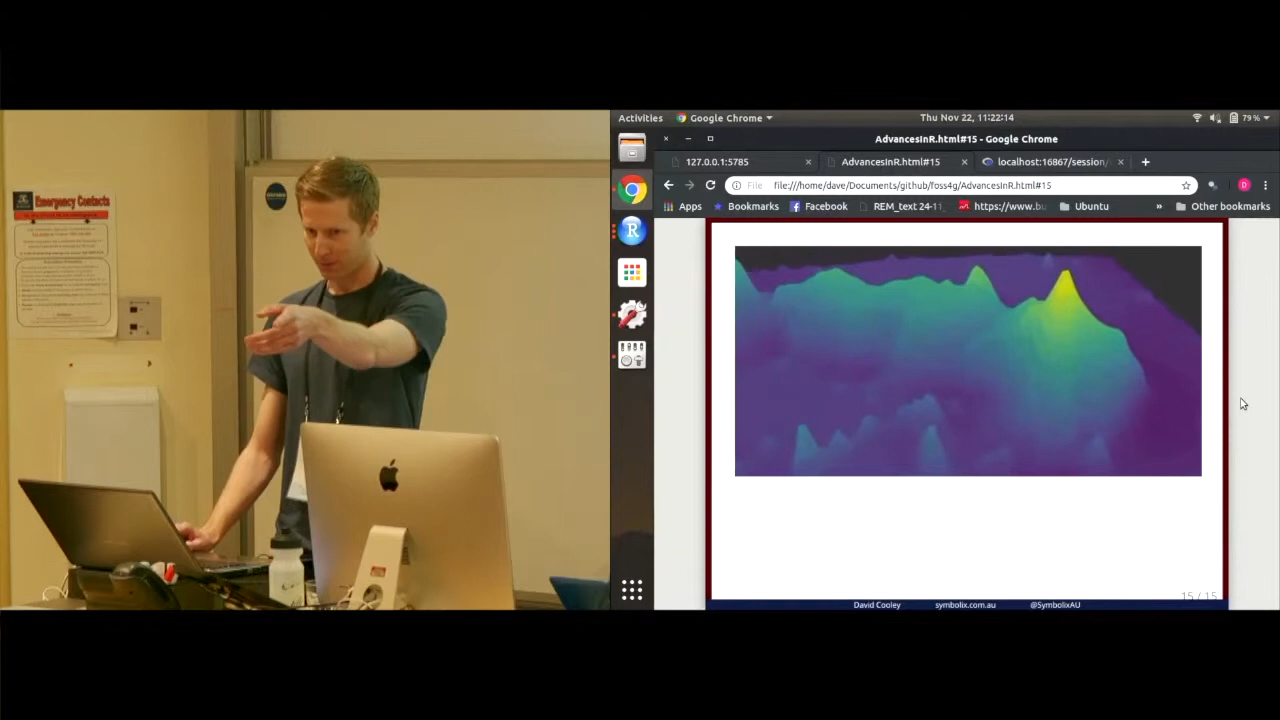 Emergency Contacts
Activities
Google Chrome
Thu Nov 22, 11:22:14
79 %
AdvancesInR.html#15 - Google Chrome
127.0.0.1:5785
AdvancesInR.html#15
localhost:16867/session/
File
file:///home/dave/Documents/github/foss4g/AdvancesInR.html#15
D
Apps
Bookmarks
Facebook
REM_text 24-11
https://www.bu
Ubuntu
»
Other bookmarks
R
15 / 15
David Cooley
symbolix.com.au
@SymbolixAU